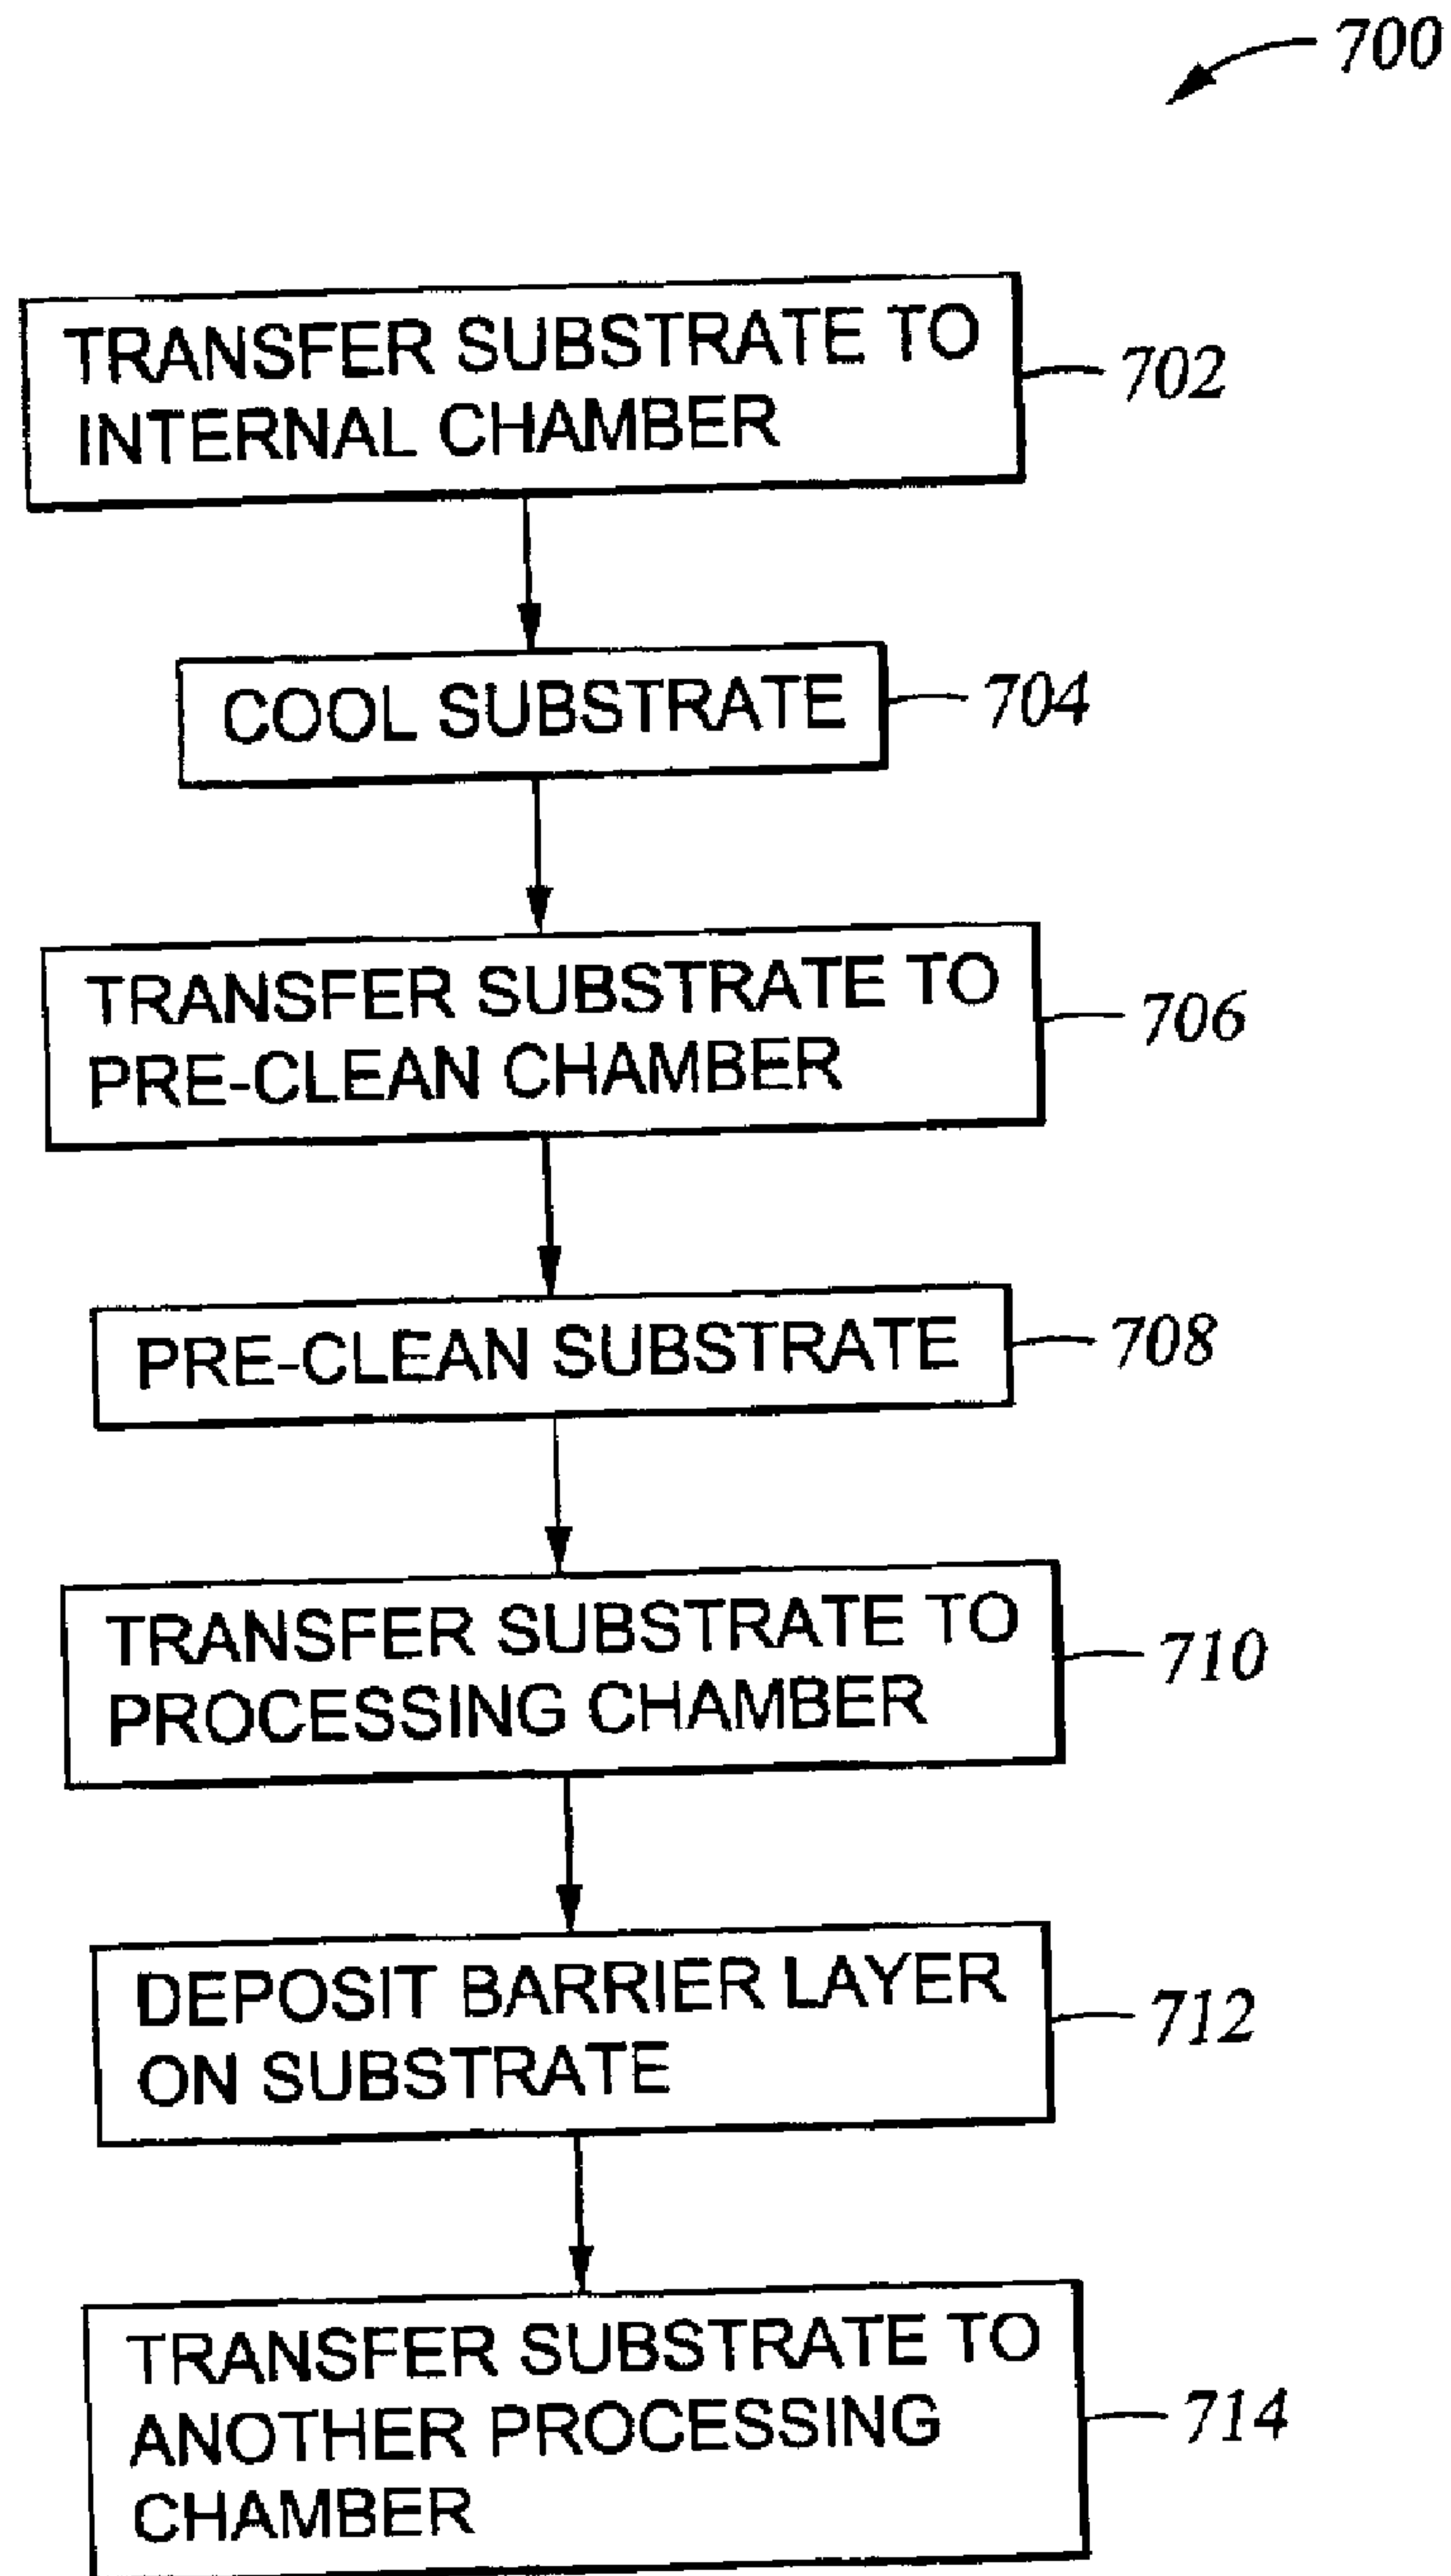 700
TRANSFER SUBSTRATE TO
INTERNAL CHAMBER
702
COOL SUBSTRATE
704
TRANSFER SUBSTRATE TO
PRE-CLEAN CHAMBER
706
PRE-CLEAN SUBSTRATE
708
TRANSFER SUBSTRATE TO
PROCESSING CHAMBER
710
DEPOSIT BARRIER LAYER
ON SUBSTRATE
712
TRANSFER SUBSTRATE TO
ANOTHER PROCESSING
CHAMBER
714